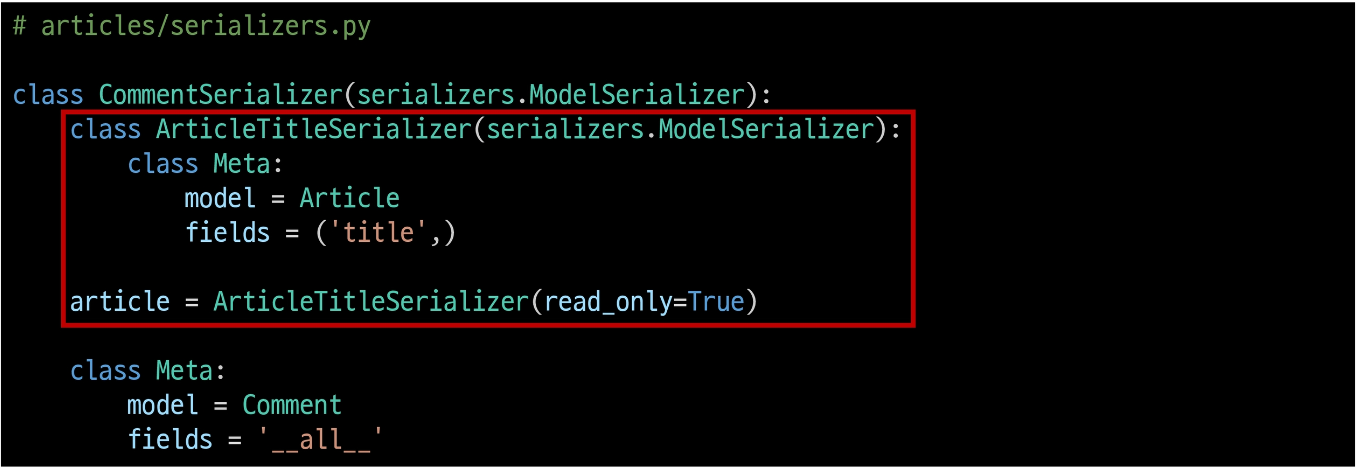 # articles/serializers.py
class CommentSerializer(serializers.ModelSerializer):
    class ArticleTitleSerializer(serializers.ModelSerializer):
        class Meta:
            model = Article
            fields = ('title',)
    article = ArticleTitleSerializer(read_only=True)
    class Meta:
        model = Comment
        fields = '__all__'